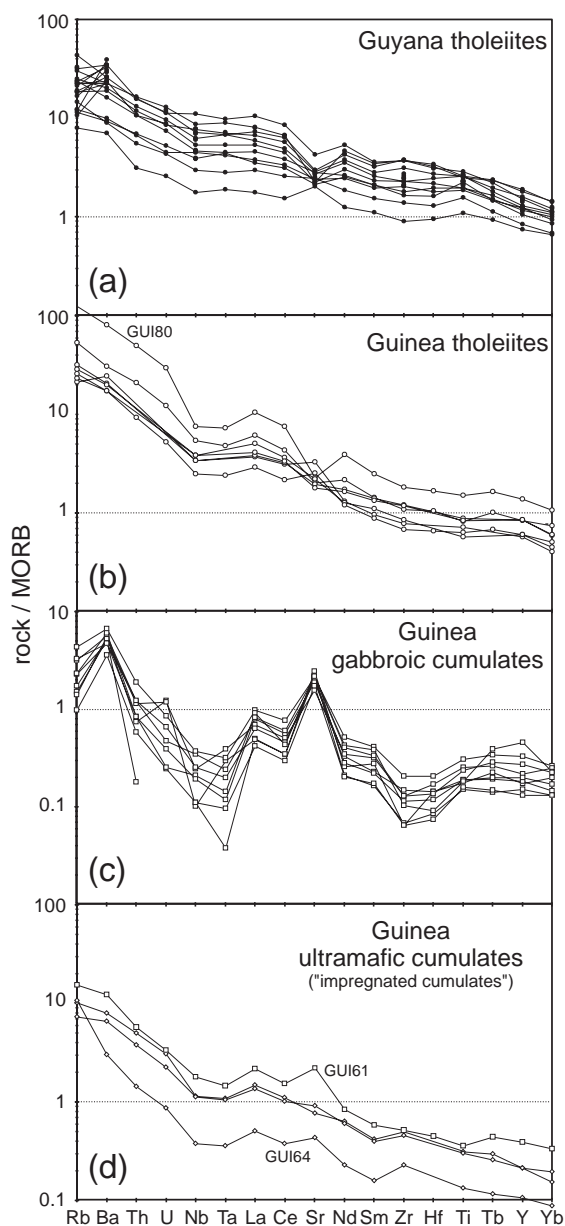 100
Guyana tholeiites
10
1
(a)
100
GUI80
Guinea tholeiites
10
1
(b)
rock / MORB
10
Guinea
gabbroic cumulates
1
0.1
(c)
100
Guinea
ultramafic cumulates
("impregnated cumulates")
10
GUI61
1
GUI64
(d)
0.1
Rb Ba Th U Nb Ta La Ce Sr Nd Sm Zr Hf Ti Tb Y Yb